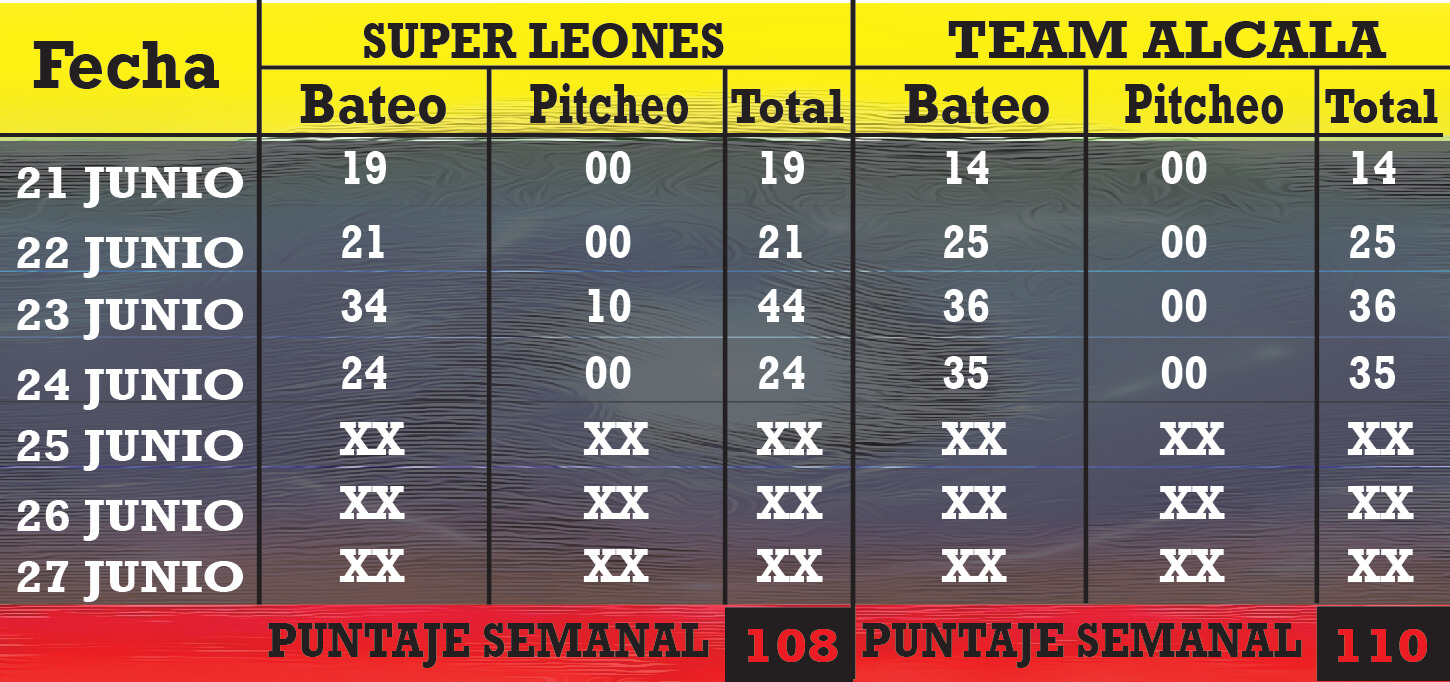 Fecha SUPER LEONES TEAM ALCALA
Bateo Pitcheo Total Bateo Pitcheo Total
21 JUNIO 19 00 19 14 00 14
22 JUNIO 21 00 21 25 00 25
23 JUNIO 34 10 44 36 00 36
24 JUNIO 24 00 24 35 00 35
25 JUNIO XX XX XX XX XX XX
26 JUNIO XX XX XX XX XX XX
27 JUNIO XX XX XX XX XX XX
PUNTAJE SEMANAL 108 PUNTAJE SEMANAL 110